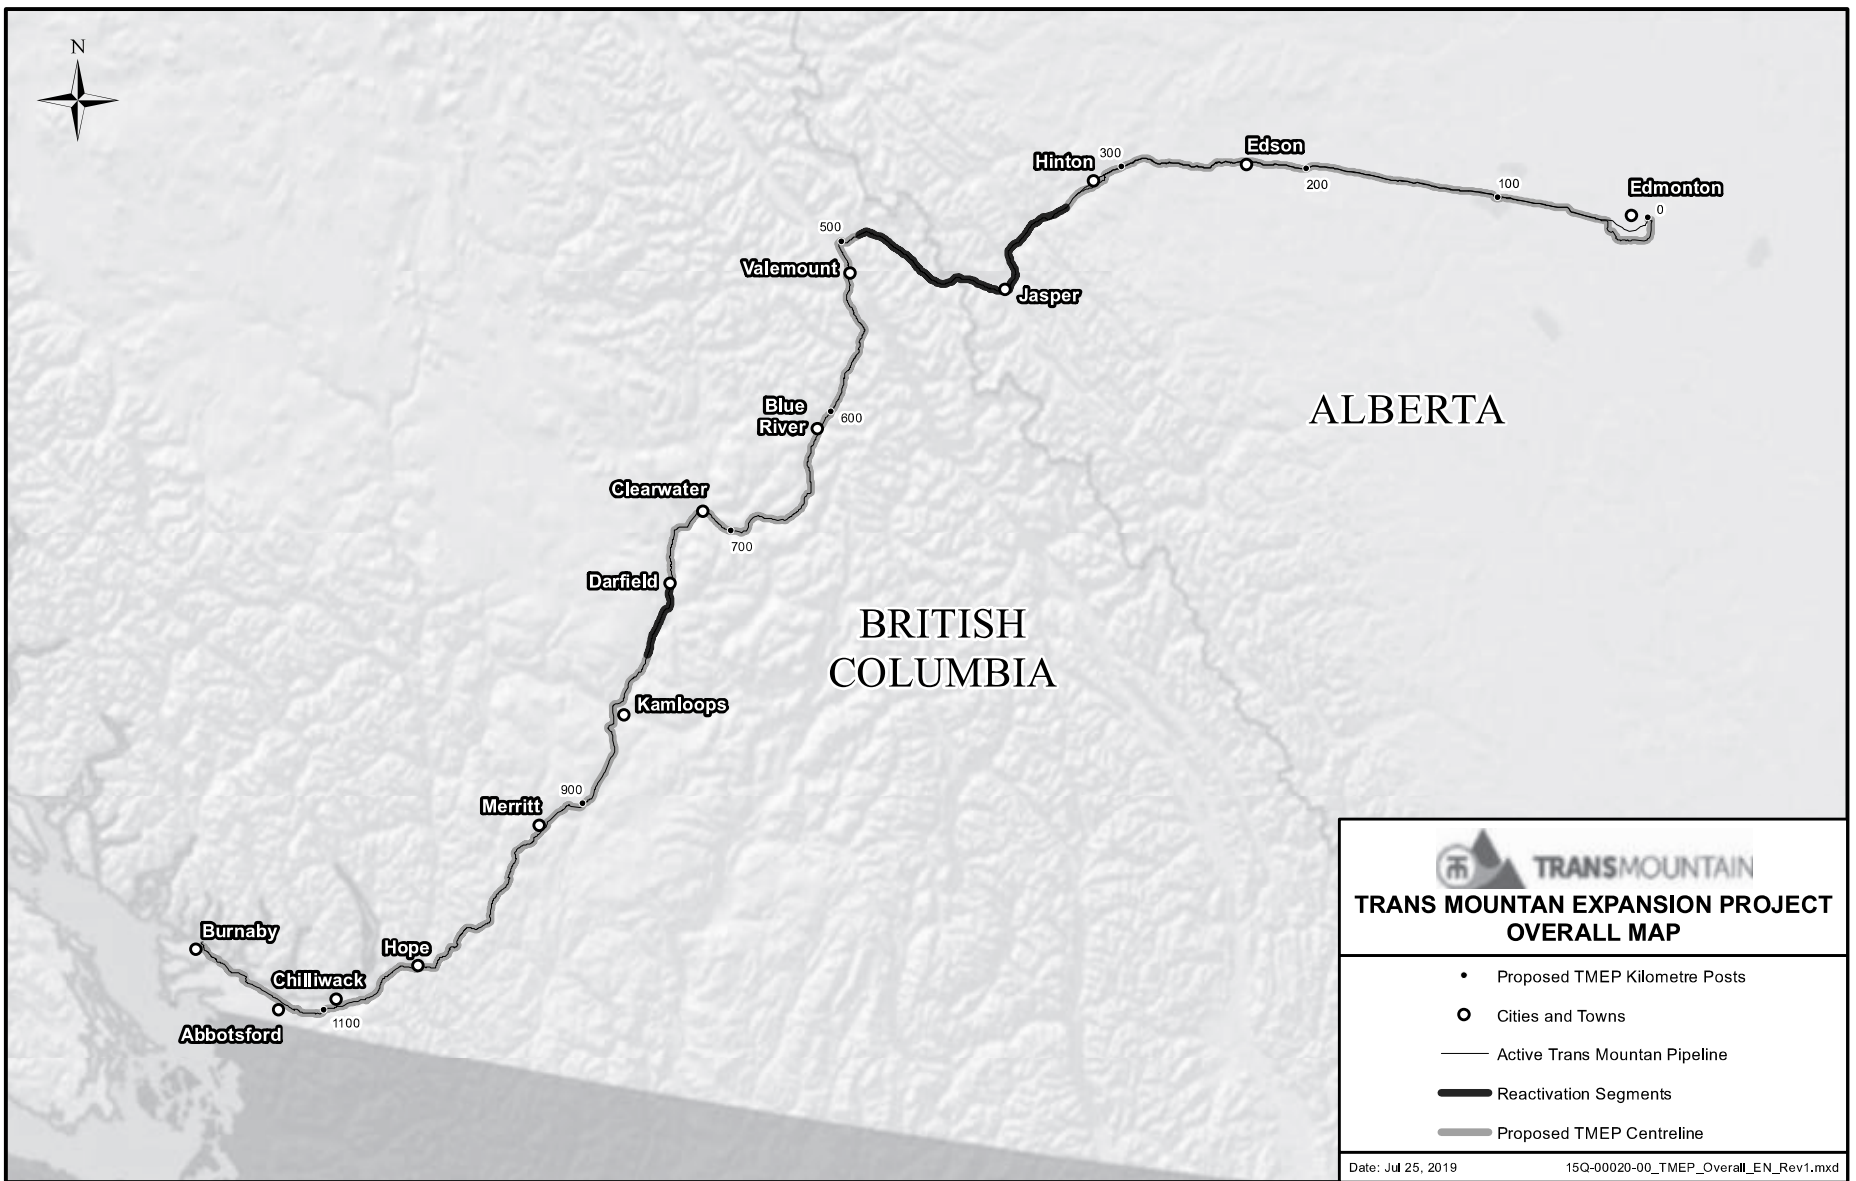 N
Edmonton
0
100
Edson
200
300
Hinton
Jasper
500
Valemount
Blue
River
600
ALBERTA
Clearwater
700
Darfield
BRITISH
COLUMBIA
Kamloops
900
Merritt
Hope
Burnaby
Chilliwack
1100
Abbotsford
TRANSMOUNTAIN
TRANS MOUNTAN EXPANSION PROJECT
OVERALL MAP
Proposed TMEP Kilometre Posts
Cities and Towns
Active Trans Mountan Pipeline
Reactivation Segments
Proposed TMEP Centreline
Date: Jul 25, 2019
15Q-00020-00_TMEP_Overall_EN_Rev1.mxd